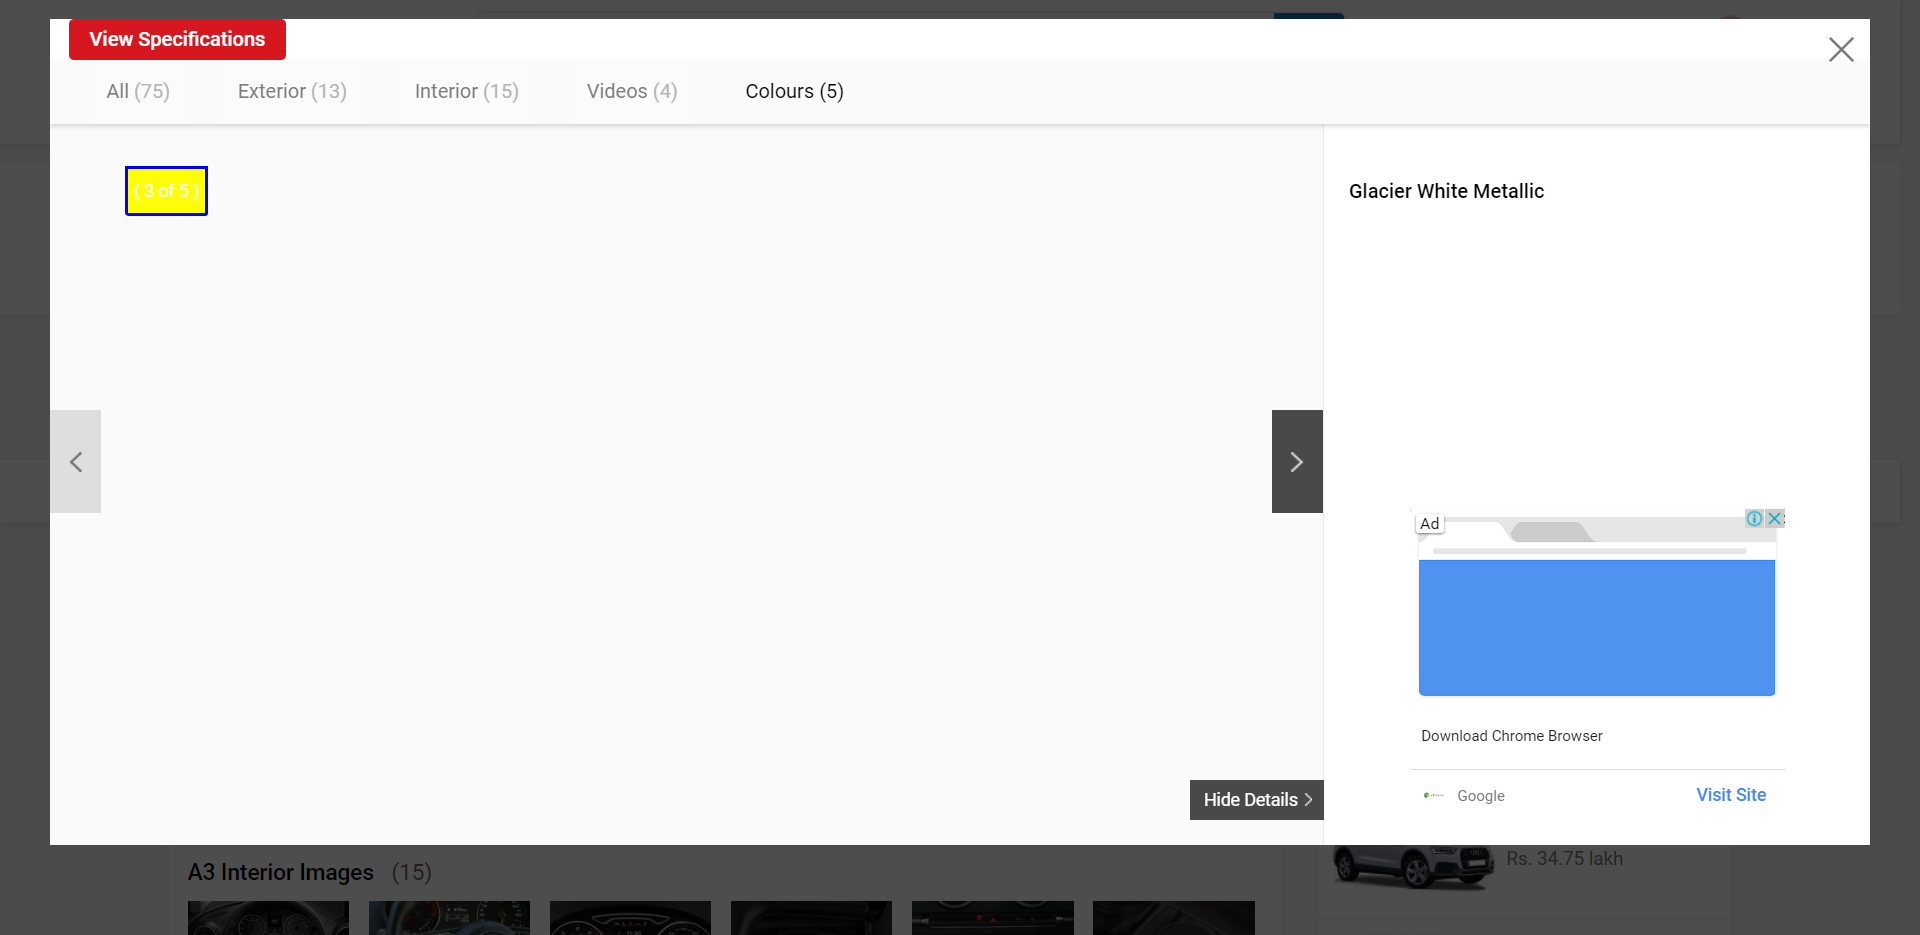 View Specifications
All (75)
Exterior (13)
Interior (15)
Videos (4)
Colours (5)
( 3 of 5 )
Glacier White Metallic
Ad
Download Chrome Browser
Google
Visit Site
Hide Details
A3 Interior Images (15)
Rs. 34.75 lakh